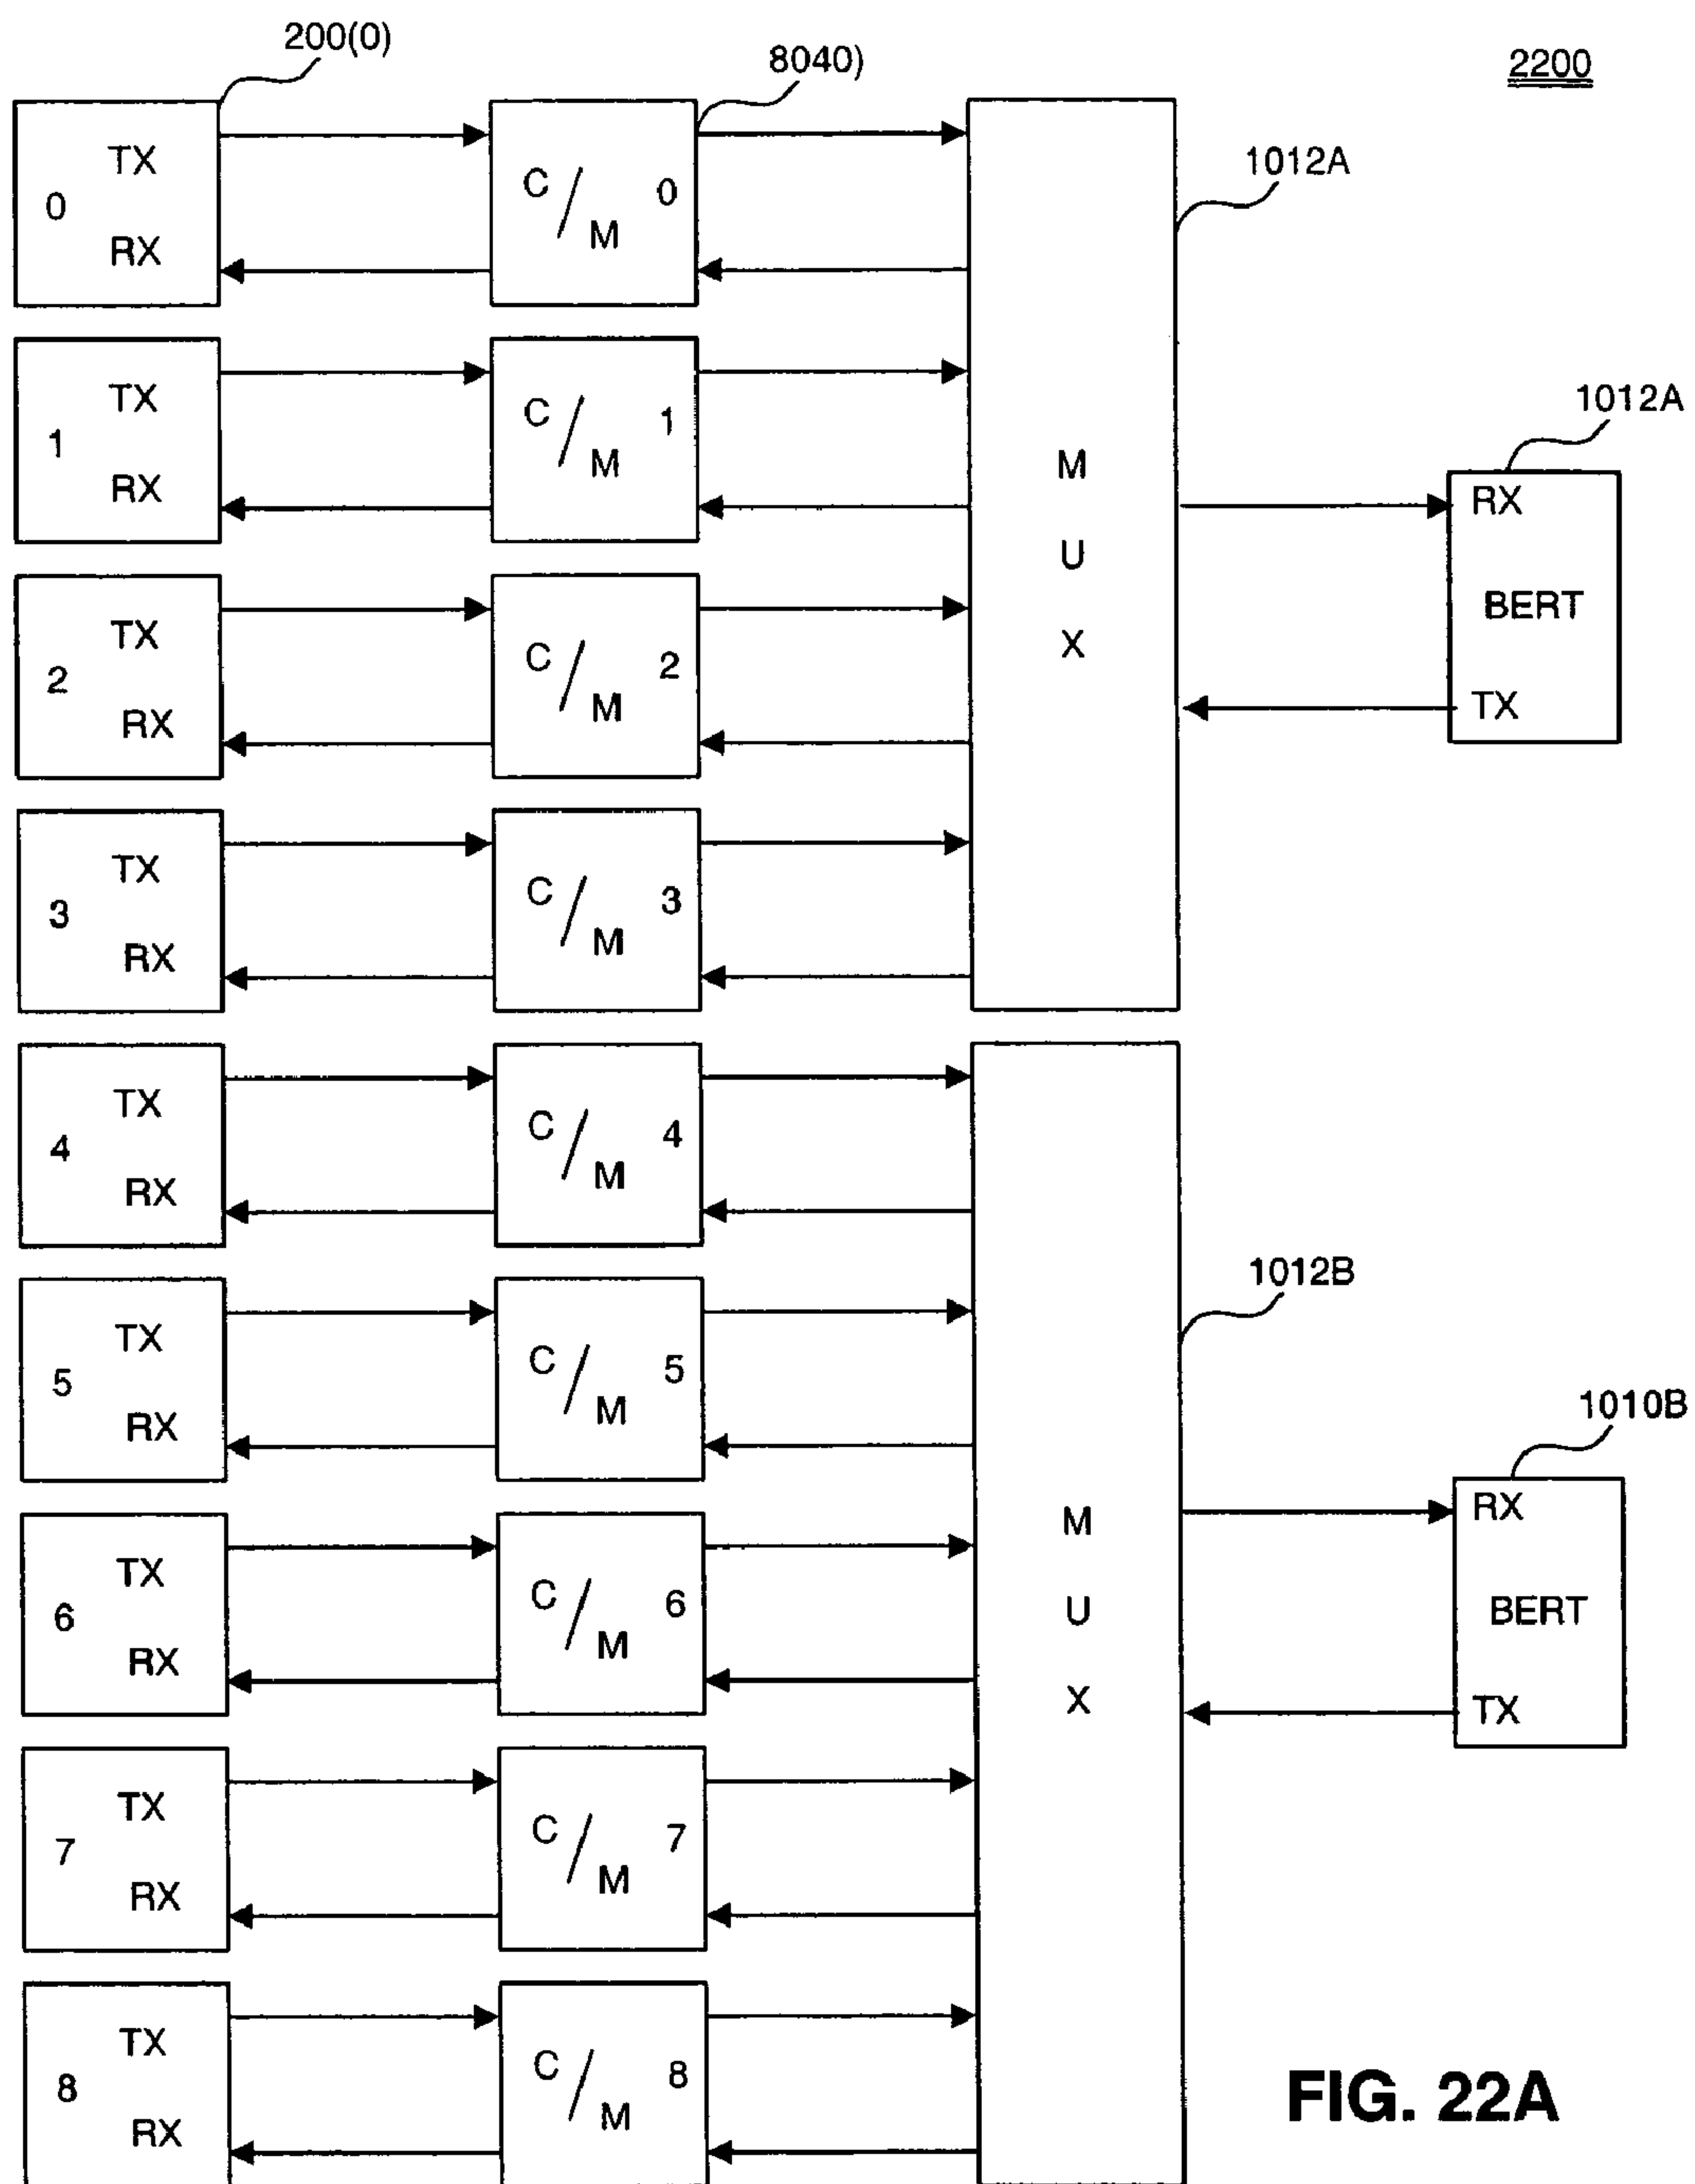 200(0)
8040)
2200
TX
0
RX
C/M 0
1012A
TX
1
RX
C/M 1
M
U
X
1012A
RX
BERT
TX
TX
2
RX
C/M 2
TX
3
RX
C/M 3
TX
4
RX
C/M 4
TX
5
RX
C/M 5
1012B
M
U
X
1010B
RX
BERT
TX
TX
6
RX
C/M 6
TX
7
RX
C/M 7
TX
8
RX
C/M 8
FIG. 22A